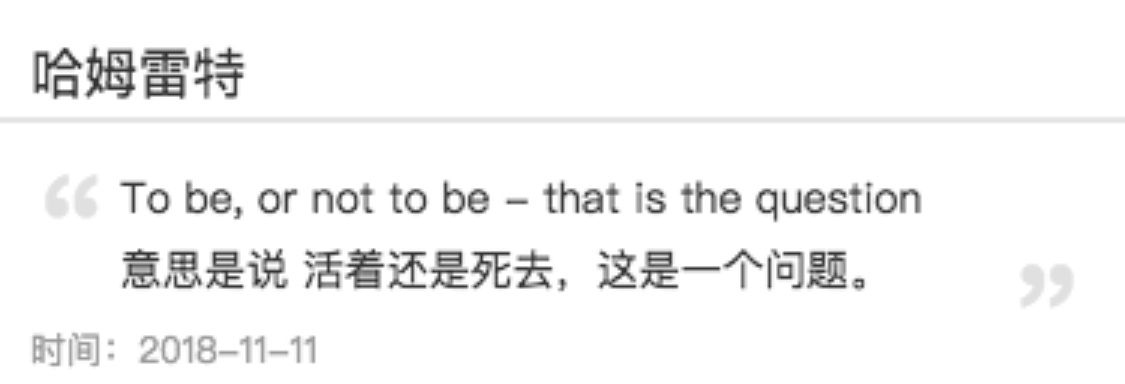 哈姆雷特
“ To be, or not to be – that is the question
意思是说 活着还是死去，这是一个问题。 ”
时间：2018–11–11